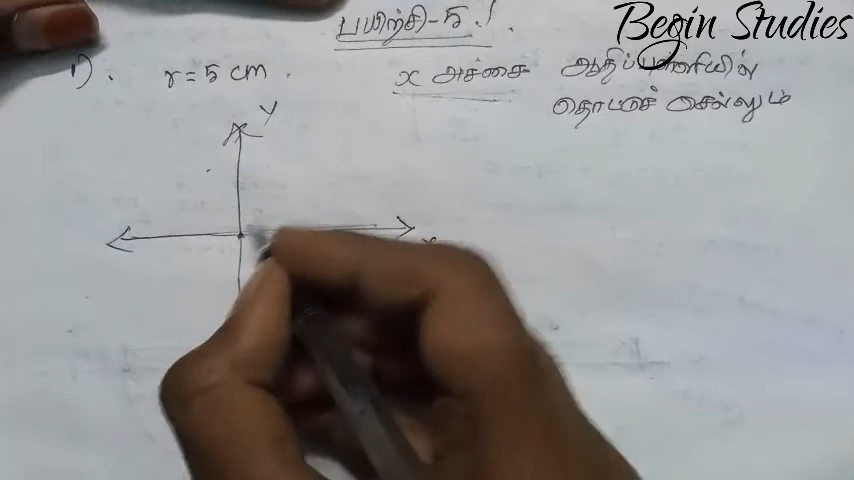 Begin Studies
பயிற்சி-5.1.
1). r = 5 cm. x அச்சை ஆதிப்புள்ளியில்
தொட்டுச் செல்லும்
y
x